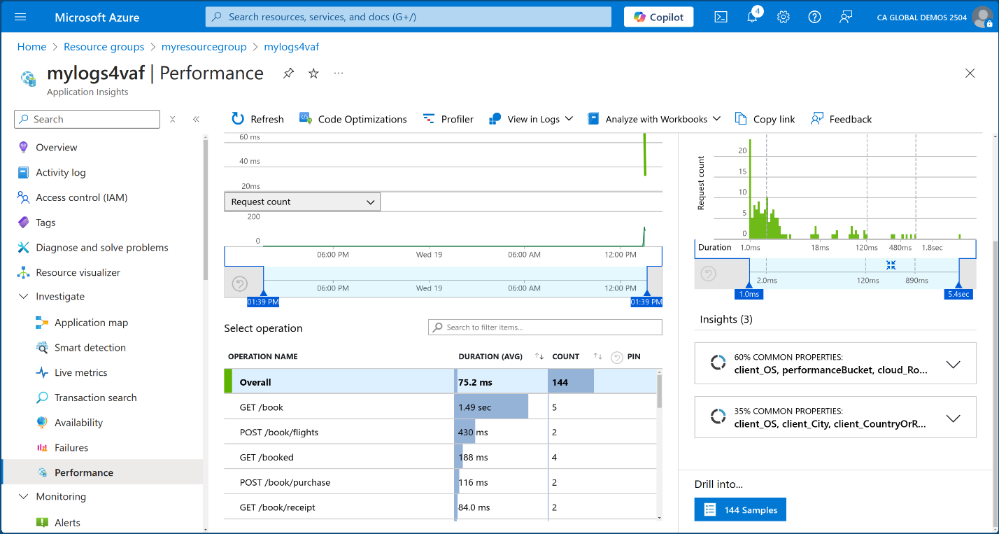 Microsoft Azure
Search resources, services, and docs (G+/)
Copilot
4
CA GLOBAL DEMOS 2504
Home > Resource groups > myresourcegroup > mylogs4vaf
mylogs4vaf | Performance
Application Insights
Search
Refresh
Code Optimizations
Profiler
View in Logs
Analyze with Workbooks
Copy link
Feedback
Overview
Activity log
Access control (IAM)
Tags
Diagnose and solve problems
Resource visualizer
Investigate
Application map
Smart detection
Live metrics
Transaction search
Availability
Failures
Performance
Monitoring
Alerts
60 ms
40 ms
20ms
Request count
200
0
06:00 PM Wed 19 06:00 AM 12:00 PM
06:00 PM Wed 19 06:00 AM 12:00 PM
01:39 PM 01:39 PM
Select operation
Search to filter items...
OPERATION NAME DURATION (AVG) COUNT PIN
Overall 75.2 ms 144
GET /book 1.49 sec 5
POST /book/flights 430 ms 2
GET /booked 188 ms 4
POST /book/purchase 116 ms 2
GET /book/receipt 84.0 ms 2
Request count
20
15
10
5
0
Duration 1.0ms 18ms 120ms 480ms 1.8sec
2.0ms 120ms 890ms
1.0ms 5.4sec
Insights (3)
60% COMMON PROPERTIES:
client_OS, performanceBucket, cloud_Ro...
35% COMMON PROPERTIES:
client_OS, client_City, client_CountryOrR...
Drill into...
144 Samples